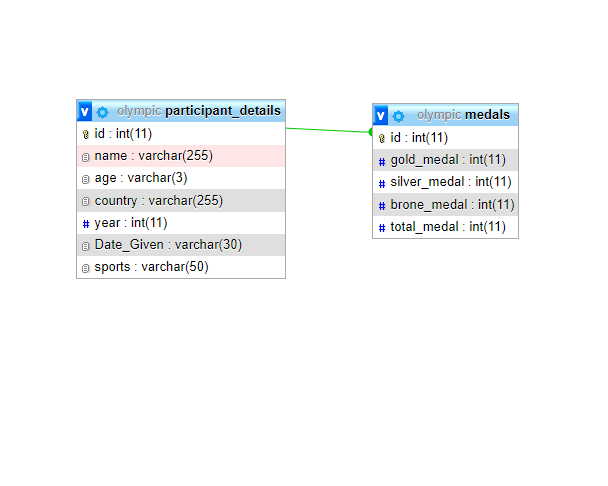 v olympic participant_details
id : int(11)
name : varchar(255)
age : varchar(3)
country : varchar(255)
# year : int(11)
Date_Given : varchar(30)
sports : varchar(50)
v olympic medals
id : int(11)
# gold_medal : int(11)
# silver_medal : int(11)
# brone_medal : int(11)
# total_medal : int(11)